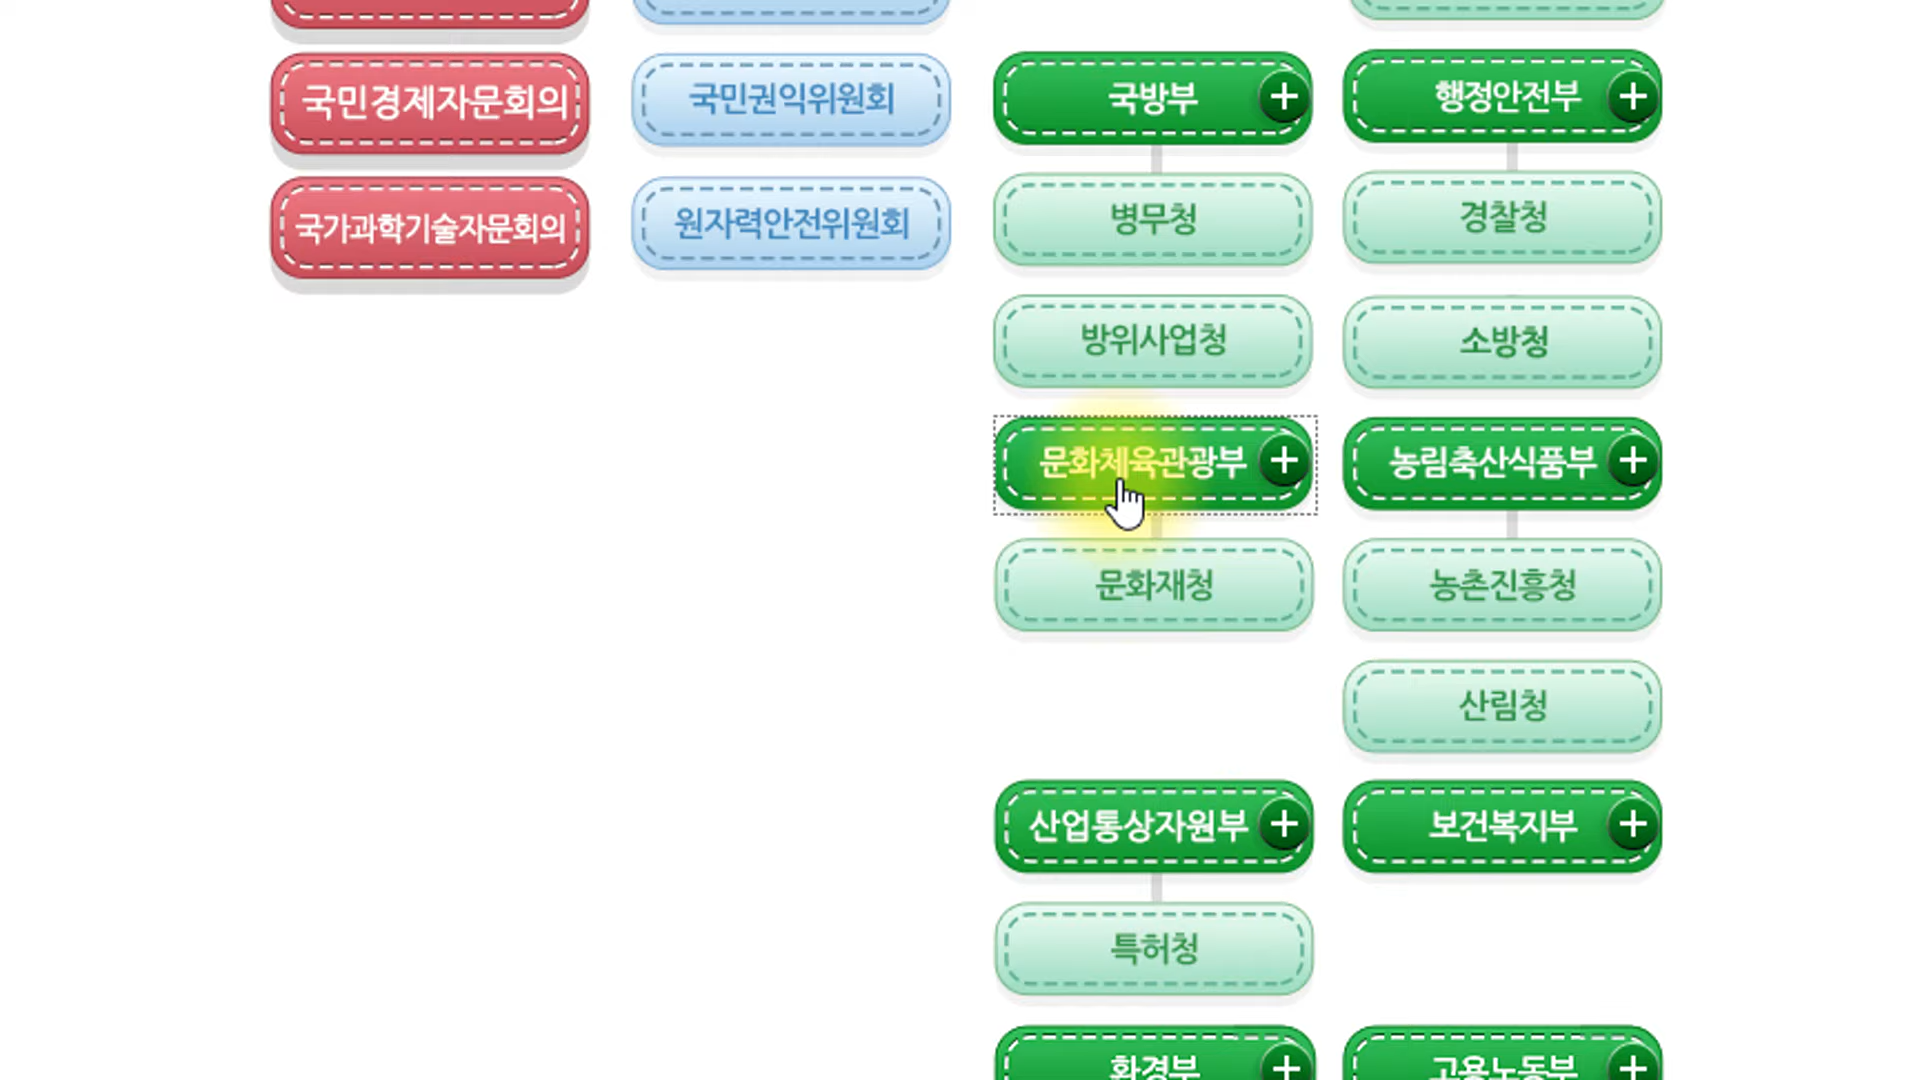 국민경제자문회의
국민권익위원회
국방부
행정안전부
국가과학기술자문회의
원자력안전위원회
병무청
경찰청
방위사업청
소방청
문화체육관광부
농림축산식품부
문화재청
농촌진흥청
산림청
산업통상자원부
보건복지부
특허청
환경부
고용노동부